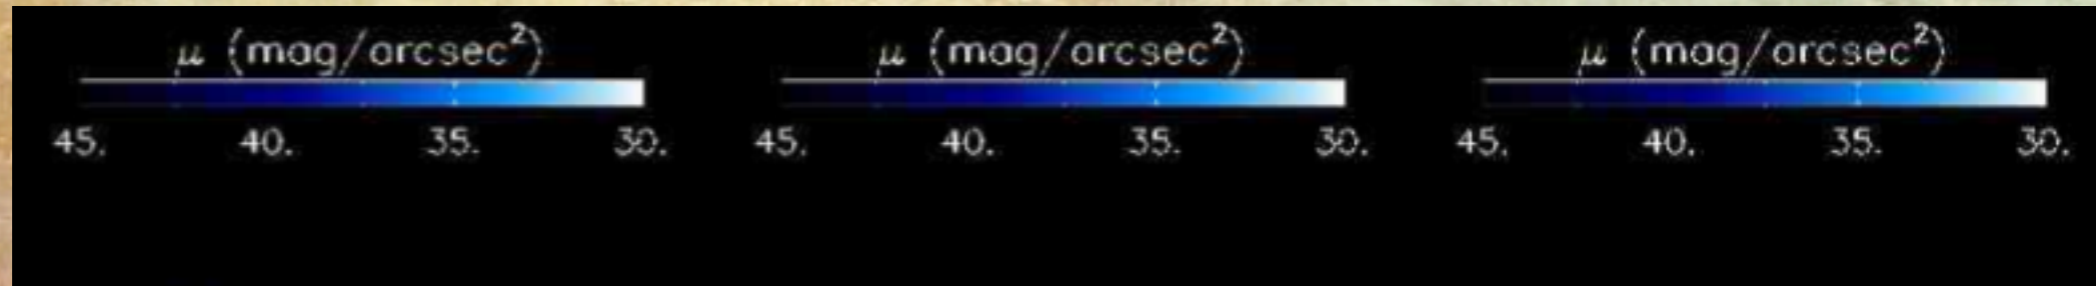 μ (mag/arcsec²) μ (mag/arcsec²) μ (mag/arcsec²)
45. 40. 35. 30. 45. 40. 35. 30. 45. 40. 35. 30.